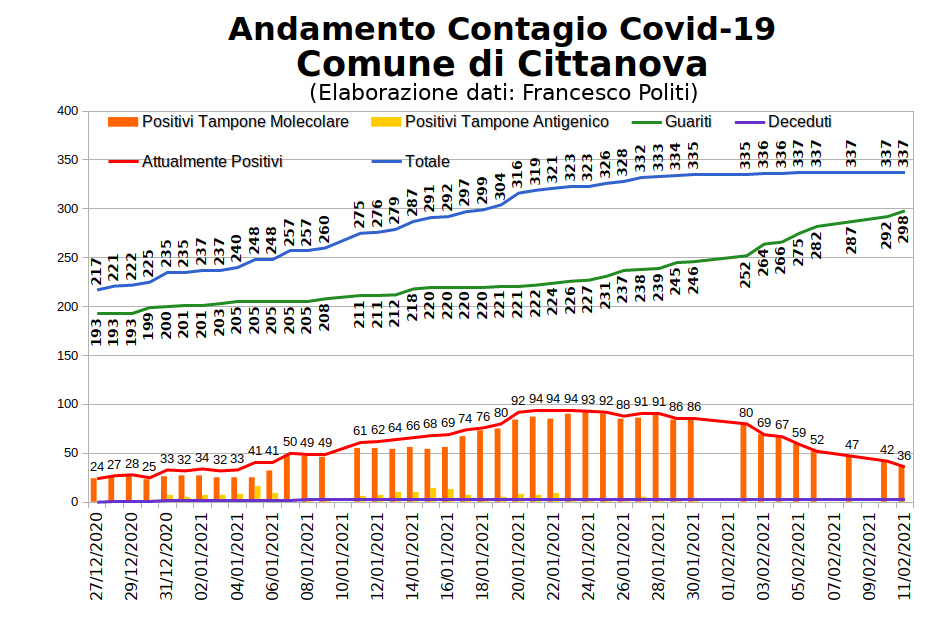 Andamento Contagio Covid-19
Comune di Cittanova
(Elaborazione dati: Francesco Politi)
Positivi Tampone Molecolare Positivi Tampone Antigenico Guariti Deceduti
Attualmente Positivi Totale
400
350
300
250
200
150
100
50
0
217 221 222 225 235 235 237 237 240 248 248 257 257 260 275 276 279 287 291 292 297 299 304 316 319 321 323 323 326 328 332 333 334 335 335 336 336 337 337 337 337 337
193 193 193 199 200 201 201 203 205 205 205 205 205 208 211 211 212 218 220 220 220 220 221 221 222 224 226 227 231 237 238 239 245 246 252 264 266 275 282 287 292 298
24 27 28 25 33 32 34 32 33 41 41 50 49 49 61 62 64 66 68 69 74 76 80 92 94 94 94 93 92 88 91 91 86 86 80 69 67 59 52 47 42 36
27/12/2020 29/12/2020 31/12/2020 02/01/2021 04/01/2021 06/01/2021 08/01/2021 10/01/2021 12/01/2021 14/01/2021 16/01/2021 18/01/2021 20/01/2021 22/01/2021 24/01/2021 26/01/2021 28/01/2021 30/01/2021 01/02/2021 03/02/2021 05/02/2021 07/02/2021 09/02/2021 11/02/2021